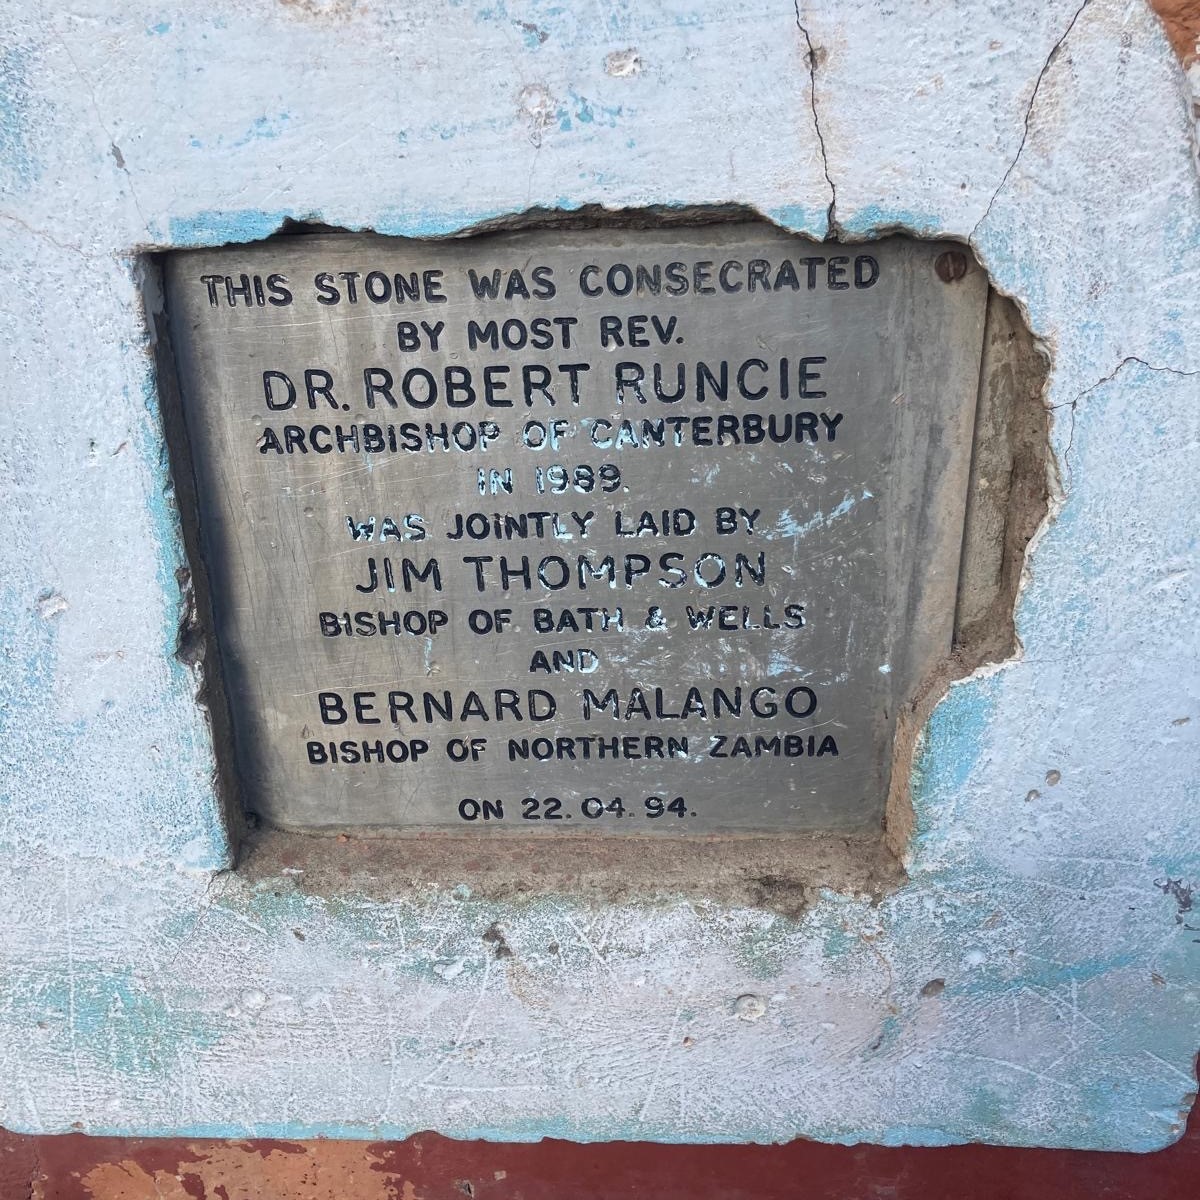 THIS STONE WAS CONSECRATED
BY MOST REV.
DR. ROBERT RUNCIE
ARCHBISHOP OF CANTERBURY
IN 1989.
WAS JOINTLY LAID BY
JIM THOMPSON
BISHOP OF BATH & WELLS
AND
BERNARD MALANGO
BISHOP OF NORTHERN ZAMBIA
ON 22.04.94.